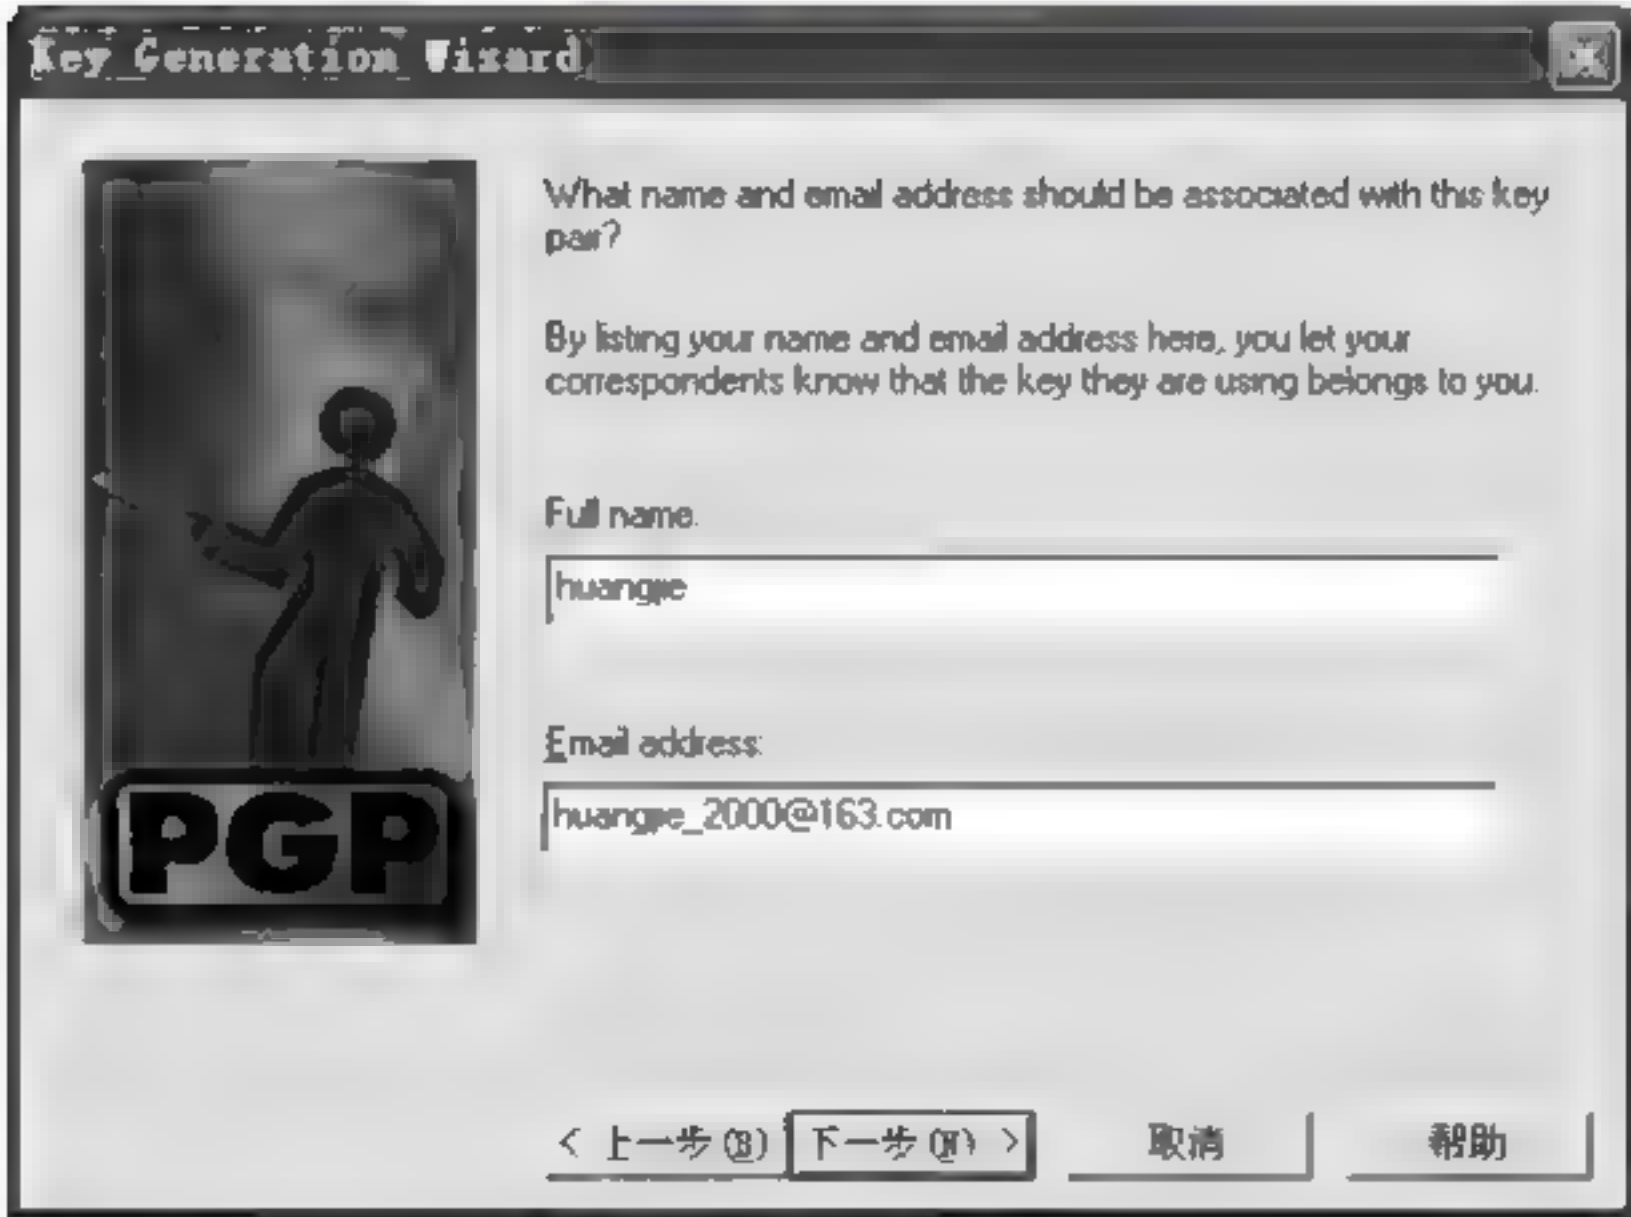 Key Generation Wizard
What name and email address should be associated with this key
pair?
By listing your name and email address here, you let your
correspondents know that the key they are using belongs to you.
Full name:
huangjie
Email address:
huangjie_2000@163.com
PGP
< 上一步(B) 下一步(N) > 取消 帮助